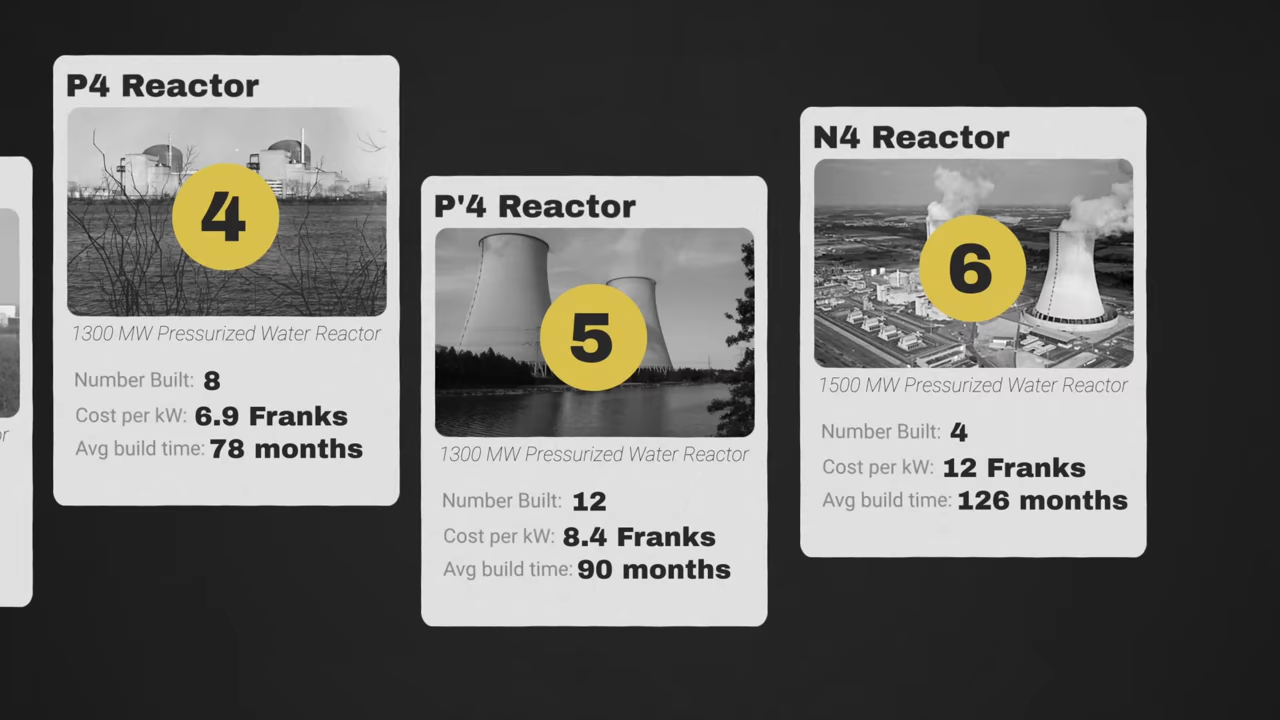 P4 Reactor
4
1300 MW Pressurized Water Reactor
Number Built: 8
Cost per kW: 6.9 Franks
Avg build time: 78 months
P'4 Reactor
5
1300 MW Pressurized Water Reactor
Number Built: 12
Cost per kW: 8.4 Franks
Avg build time: 90 months
N4 Reactor
6
1500 MW Pressurized Water Reactor
Number Built: 4
Cost per kW: 12 Franks
Avg build time: 126 months